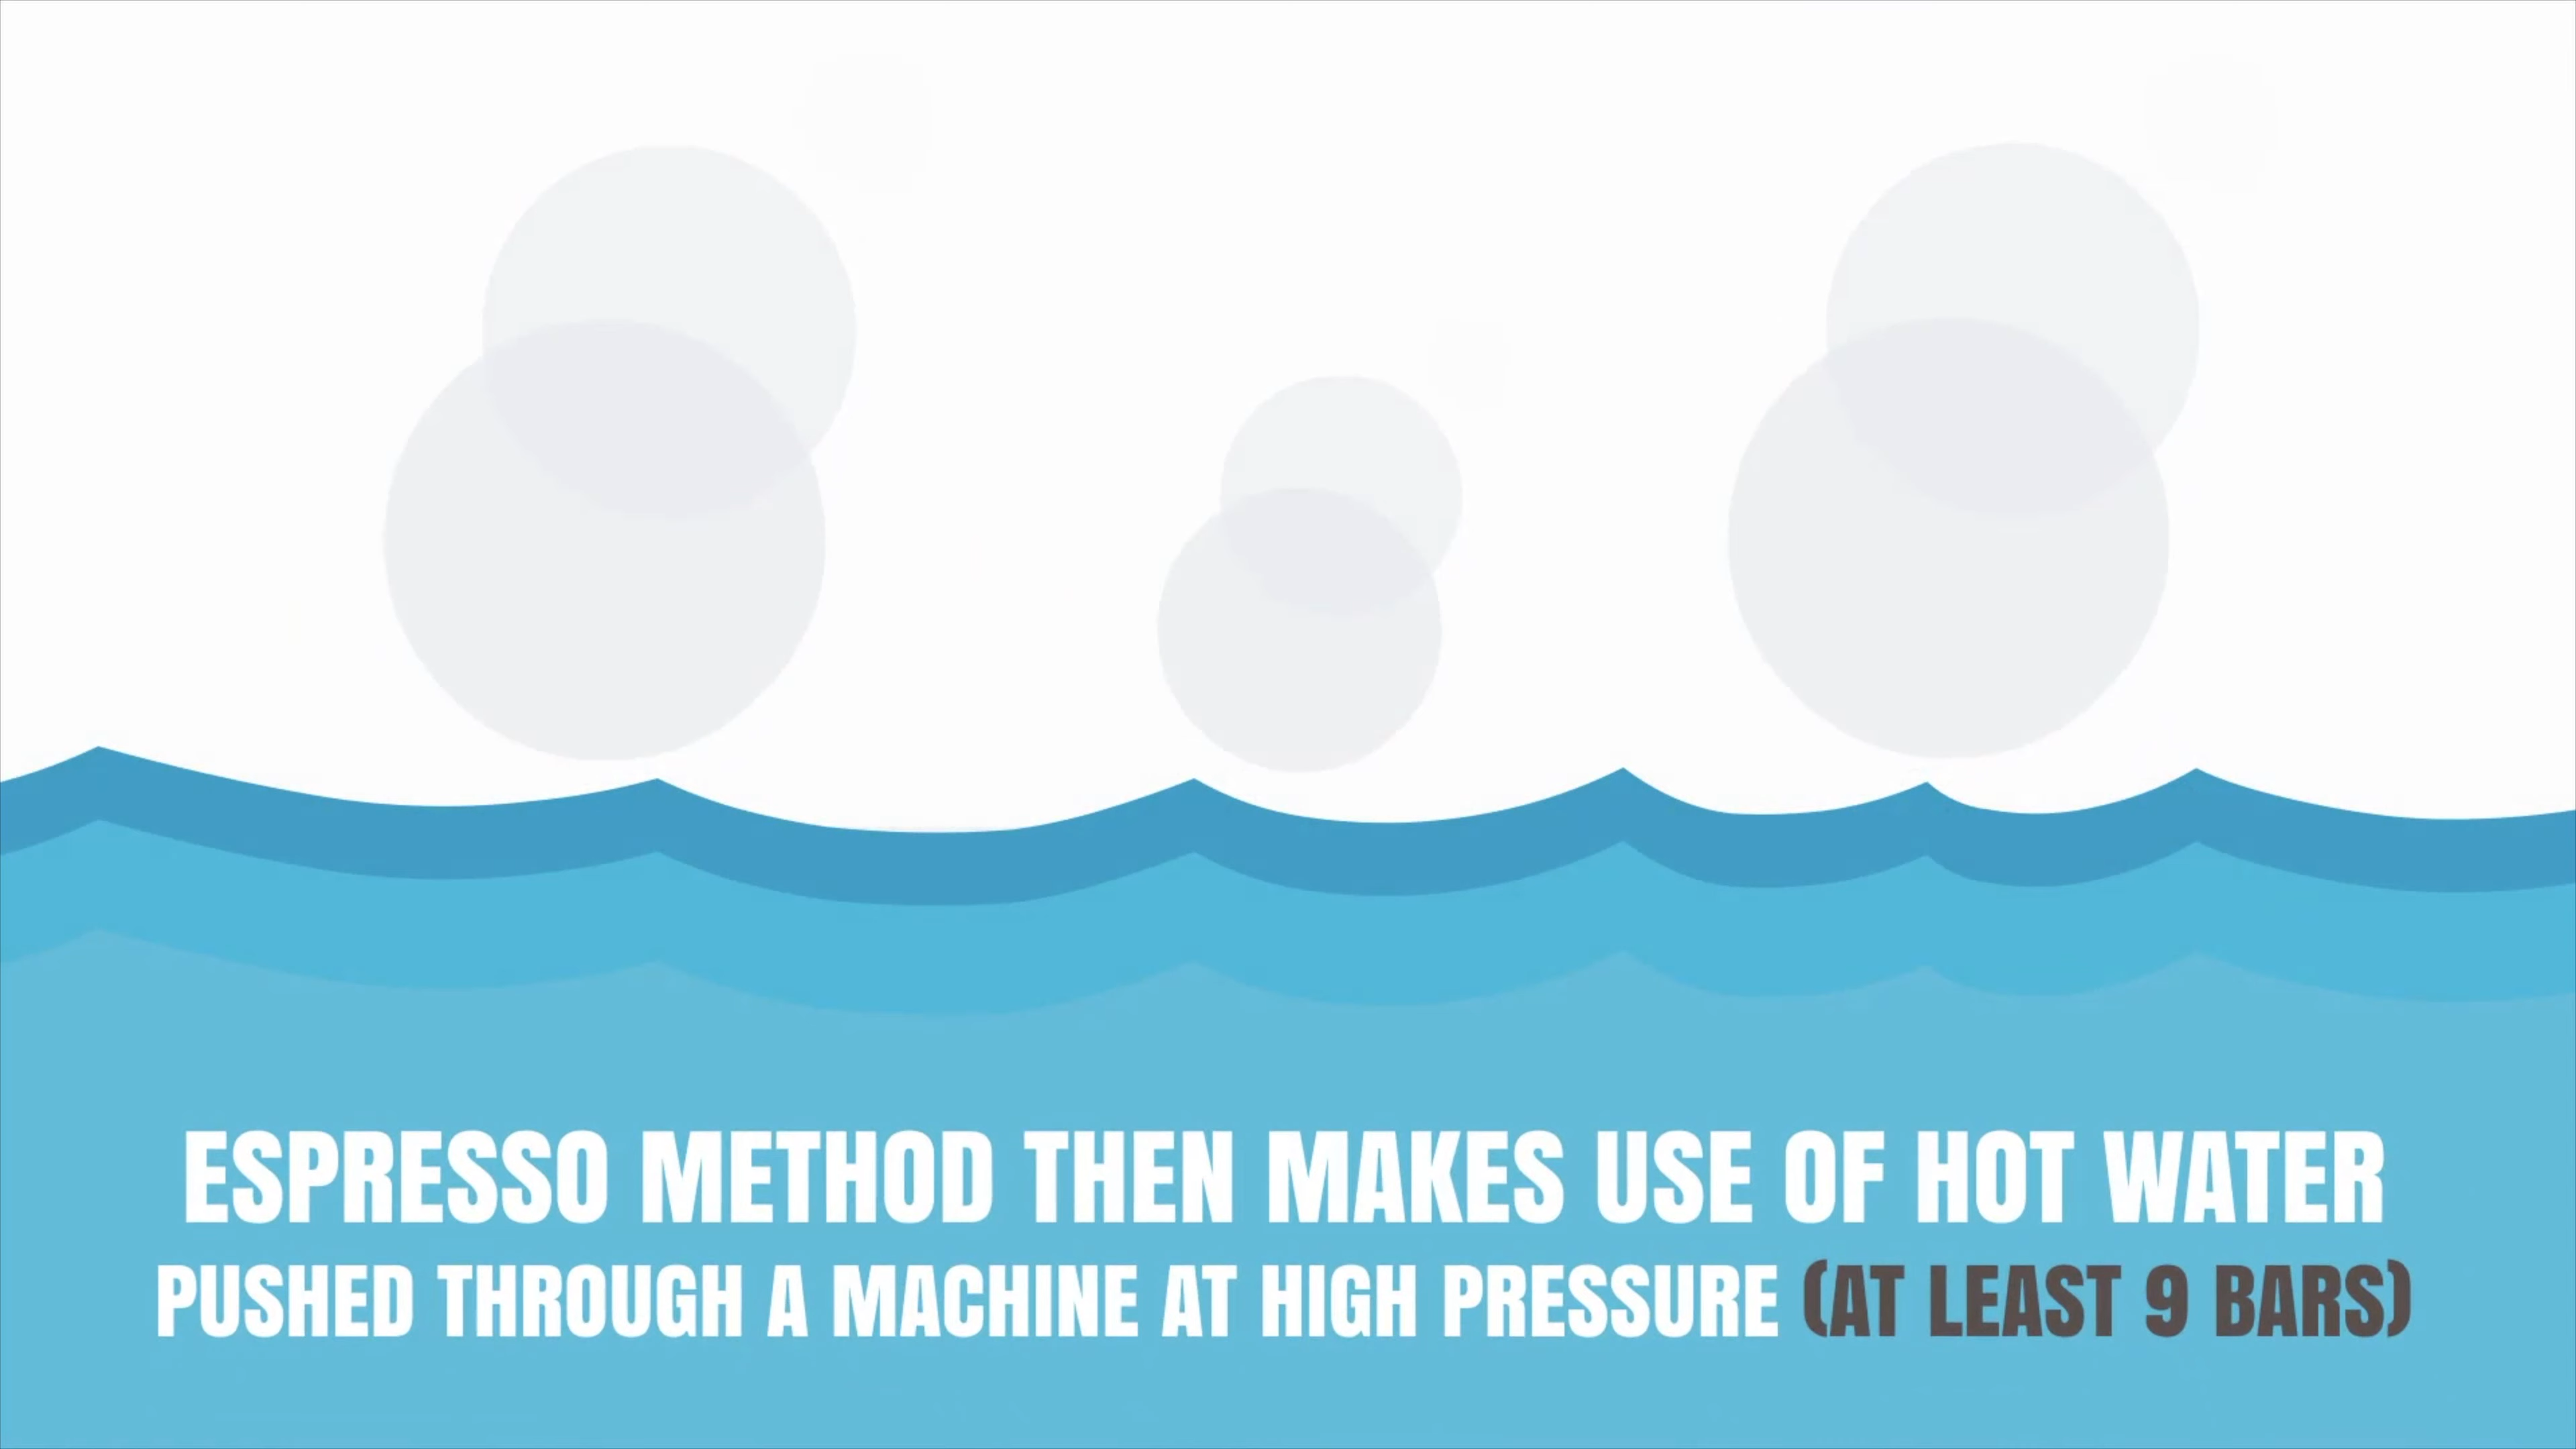 ESPRESSO METHOD THEN MAKES USE OF HOT WATER
PUSHED THROUGH A MACHINE AT HIGH PRESSURE (AT LEAST 9 BARS)